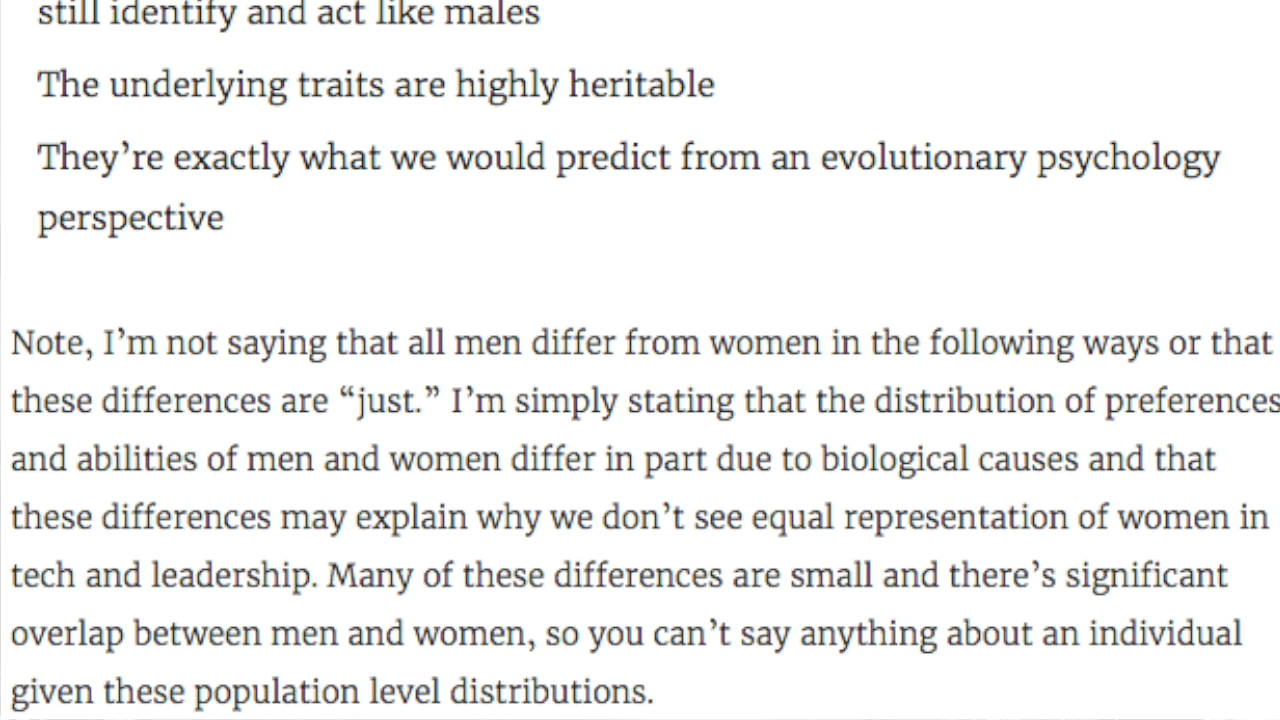 still identify and act like males
The underlying traits are highly heritable
They’re exactly what we would predict from an evolutionary psychology
perspective
Note, I’m not saying that all men differ from women in the following ways or that
these differences are “just.” I’m simply stating that the distribution of preferences
and abilities of men and women differ in part due to biological causes and that
these differences may explain why we don’t see equal representation of women in
tech and leadership. Many of these differences are small and there’s significant
overlap between men and women, so you can’t say anything about an individual
given these population level distributions.